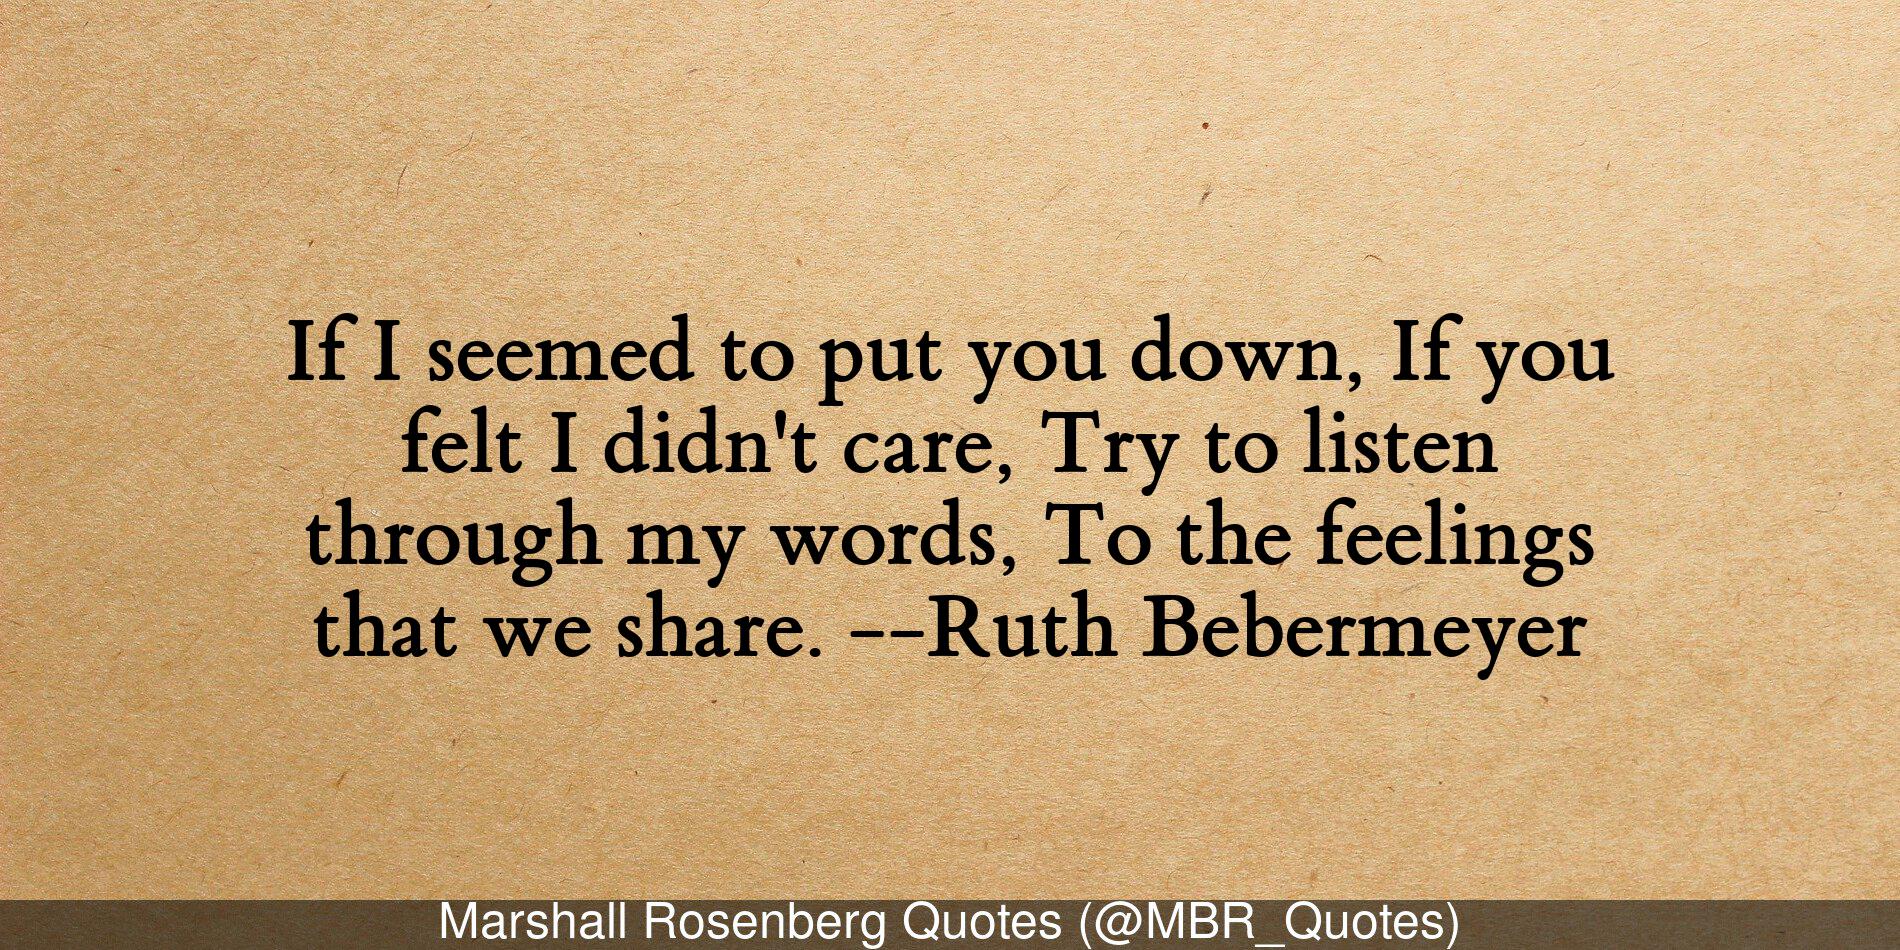 If I seemed to put you down, If you
felt I didn't care, Try to listen
through my words, To the feelings
that we share. --Ruth Bebermeyer
Marshall Rosenberg Quotes (@MBR_Quotes)